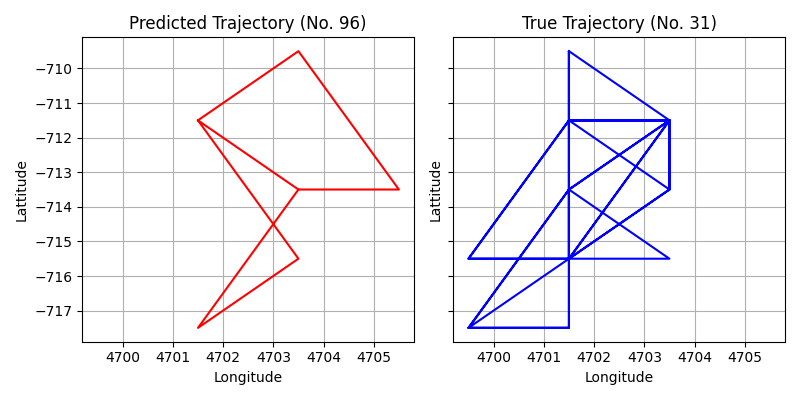 Predicted Trajectory (No. 96)
True Trajectory (No. 31)
Lattitude
−710
−711
−712
−713
−714
−715
−716
−717
4700 4701 4702 4703 4704 4705
Longitude
Lattitude
4700 4701 4702 4703 4704 4705
Longitude